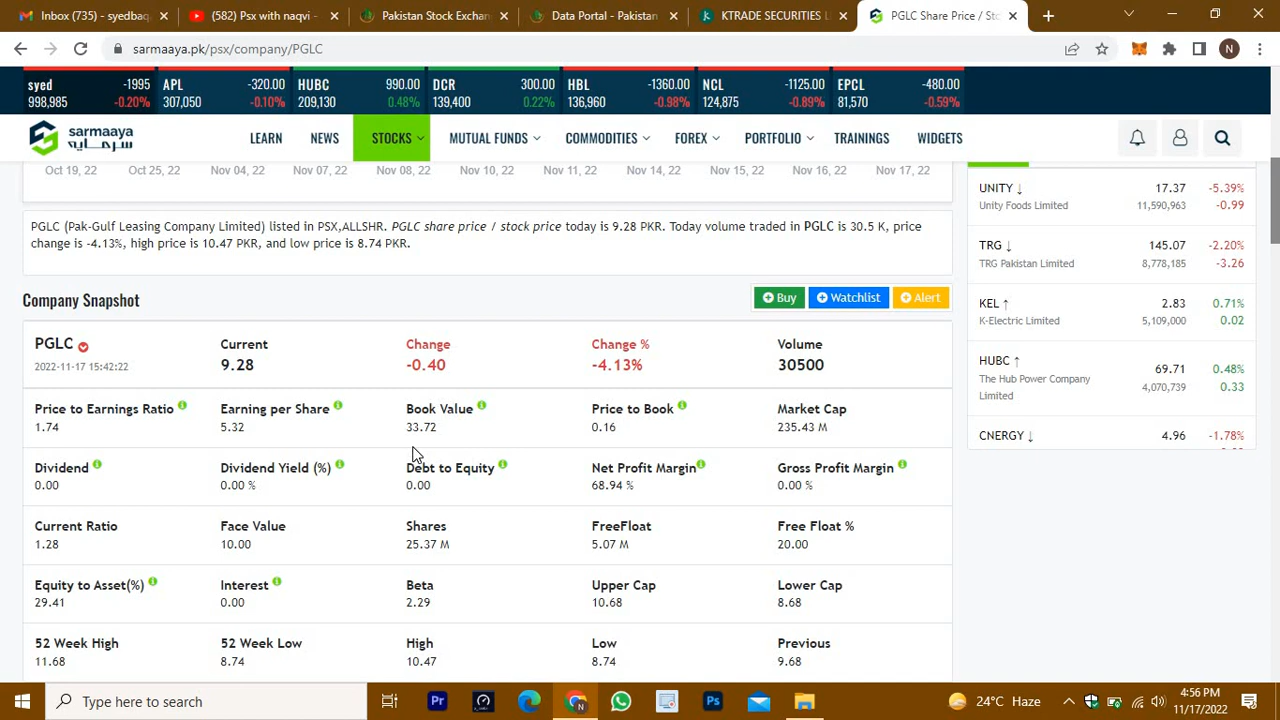 Inbox (735) - syedbaq
(582) Psx with naqvi -
Pakistan Stock Exchan
Data Portal - Pakistan
KTRADE SECURITIES L
PGLC Share Price / Sto
sarmaaya.pk/psx/company/PGLC
N
syed -1995 APL -320.00 HUBC 990.00 DCR 300.00 HBL -1360.00 NCL -1125.00 EPCL -480.00
998,985 -0.20% 307,050 -0.10% 209,130 0.48% 139,400 0.22% 136,960 -0.98% 124,875 -0.89% 81,570 -0.59%
sarmaaya
سرمایه
LEARN NEWS STOCKS MUTUAL FUNDS COMMODITIES FOREX PORTFOLIO TRAININGS WIDGETS
Oct 19, 22 Oct 25, 22 Nov 04, 22 Nov 07, 22 Nov 08, 22 Nov 10, 22 Nov 11, 22 Nov 14, 22 Nov 15, 22 Nov 16, 22 Nov 17, 22
PGLC (Pak-Gulf Leasing Company Limited) listed in PSX,ALLSHR. PGLC share price / stock price today is 9.28 PKR. Today volume traded in PGLC is 30.5 K, price
change is -4.13%, high price is 10.47 PKR, and low price is 8.74 PKR.
Company Snapshot
Buy Watchlist Alert
PGLC Current Change Change % Volume
2022-11-17 15:42:22 9.28 -0.40 -4.13% 30500
Price to Earnings Ratio Earning per Share Book Value Price to Book Market Cap
1.74 5.32 33.72 0.16 235.43 M
Dividend Dividend Yield (%) Debt to Equity Net Profit Margin Gross Profit Margin
0.00 0.00 % 0.00 68.94 % 0.00 %
Current Ratio Face Value Shares FreeFloat Free Float %
1.28 10.00 25.37 M 5.07 M 20.00
Equity to Asset(%) Interest Beta Upper Cap Lower Cap
29.41 0.00 2.29 10.68 8.68
52 Week High 52 Week Low High Low Previous
11.68 8.74 10.47 8.74 9.68
UNITY ↓ 17.37 -5.39%
Unity Foods Limited 11,590,963 -0.99
TRG ↓ 145.07 -2.20%
TRG Pakistan Limited 8,778,185 -3.26
KEL ↑ 2.83 0.71%
K-Electric Limited 5,109,000 0.02
HUBC ↑ 69.71 0.48%
The Hub Power Company 4,070,739 0.33
Limited
CNERGY ↓ 4.96 -1.78%
Type here to search
Pr
Ps
24°C Haze
4:56 PM
11/17/2022